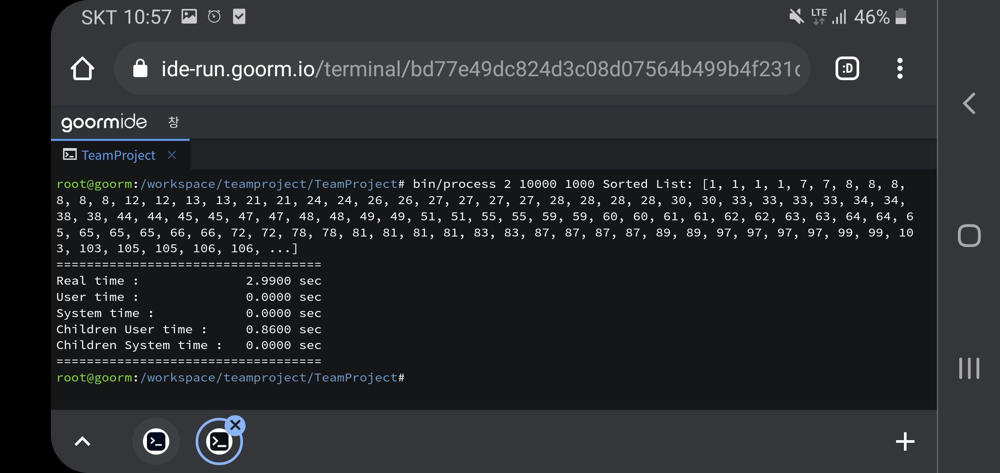 SKT 10:57
LTE 46%
ide-run.goorm.io/terminal/bd77e49dc824d3c08d07564b499b4f231c
:D
goormide 창
TeamProject
root@goorm:/workspace/teamproject/TeamProject# bin/process 2 10000 1000 Sorted List: [1, 1, 1, 1, 7, 7, 8, 8, 8,
8, 8, 8, 12, 12, 13, 13, 21, 21, 24, 24, 26, 26, 27, 27, 27, 27, 28, 28, 28, 28, 30, 30, 33, 33, 33, 33, 34, 34,
38, 38, 44, 44, 45, 45, 47, 47, 48, 48, 49, 49, 51, 51, 55, 55, 59, 59, 60, 60, 61, 61, 62, 62, 63, 63, 64, 64, 6
5, 65, 65, 65, 66, 66, 72, 72, 78, 78, 81, 81, 81, 81, 83, 83, 87, 87, 87, 87, 89, 89, 97, 97, 97, 97, 99, 99, 10
3, 103, 105, 105, 106, 106, ...]
===================================
Real time : 2.9900 sec
User time : 0.0000 sec
System time : 0.0000 sec
Children User time : 0.8600 sec
Children System time : 0.0000 sec
===================================
root@goorm:/workspace/teamproject/TeamProject#